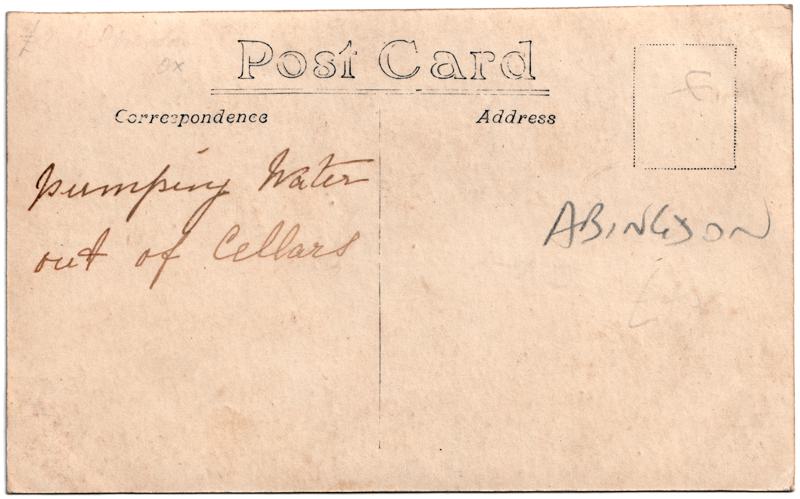 Post Card
Correspondence
Address
pumping Water
out of Cellars
ABINGDON